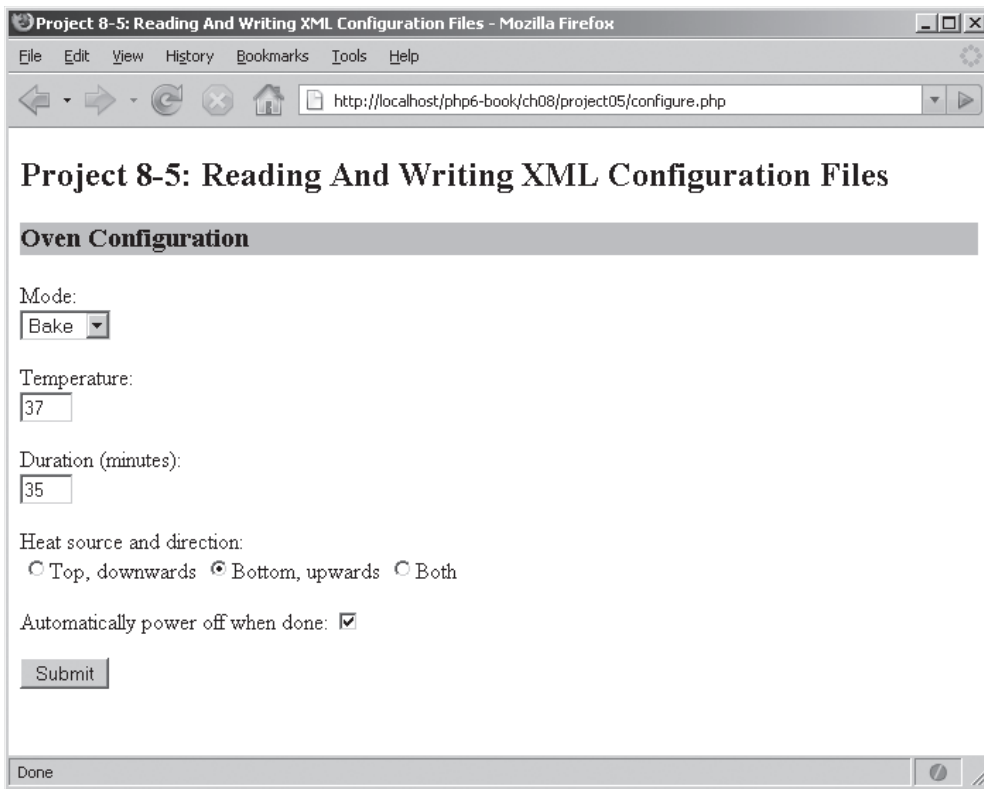 Project 8-5: Reading And Writing XML Configuration Files - Mozilla Firefox
File Edit View History Bookmarks Tools Help
http://localhost/php6-book/ch08/project05/configure.php
Project 8-5: Reading And Writing XML Configuration Files
Oven Configuration
Mode:
Bake
Temperature:
37
Duration (minutes):
35
Heat source and direction:
Top, downwards Bottom, upwards Both
Automatically power off when done:
Submit
Done